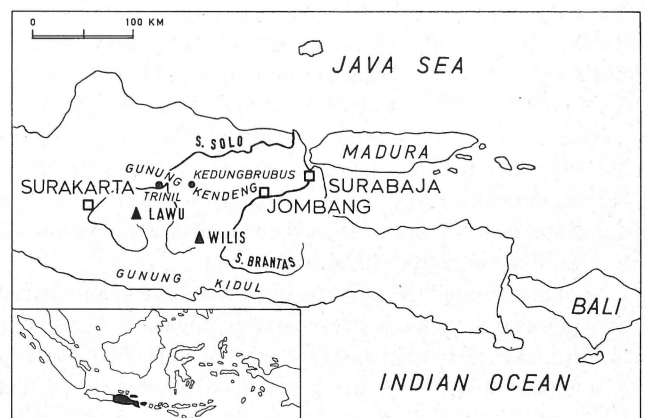 0 100 KM
JAVA SEA
S. SOLO
MADURA
GUNUNG KENDENG
KEDUNGBRUBUS
TRINIL
SURAKARTA
SURABAJA
JOMBANG
LAWU
WILIS
S. BRANTAS
GUNUNG KIDUL
BALI
INDIAN OCEAN